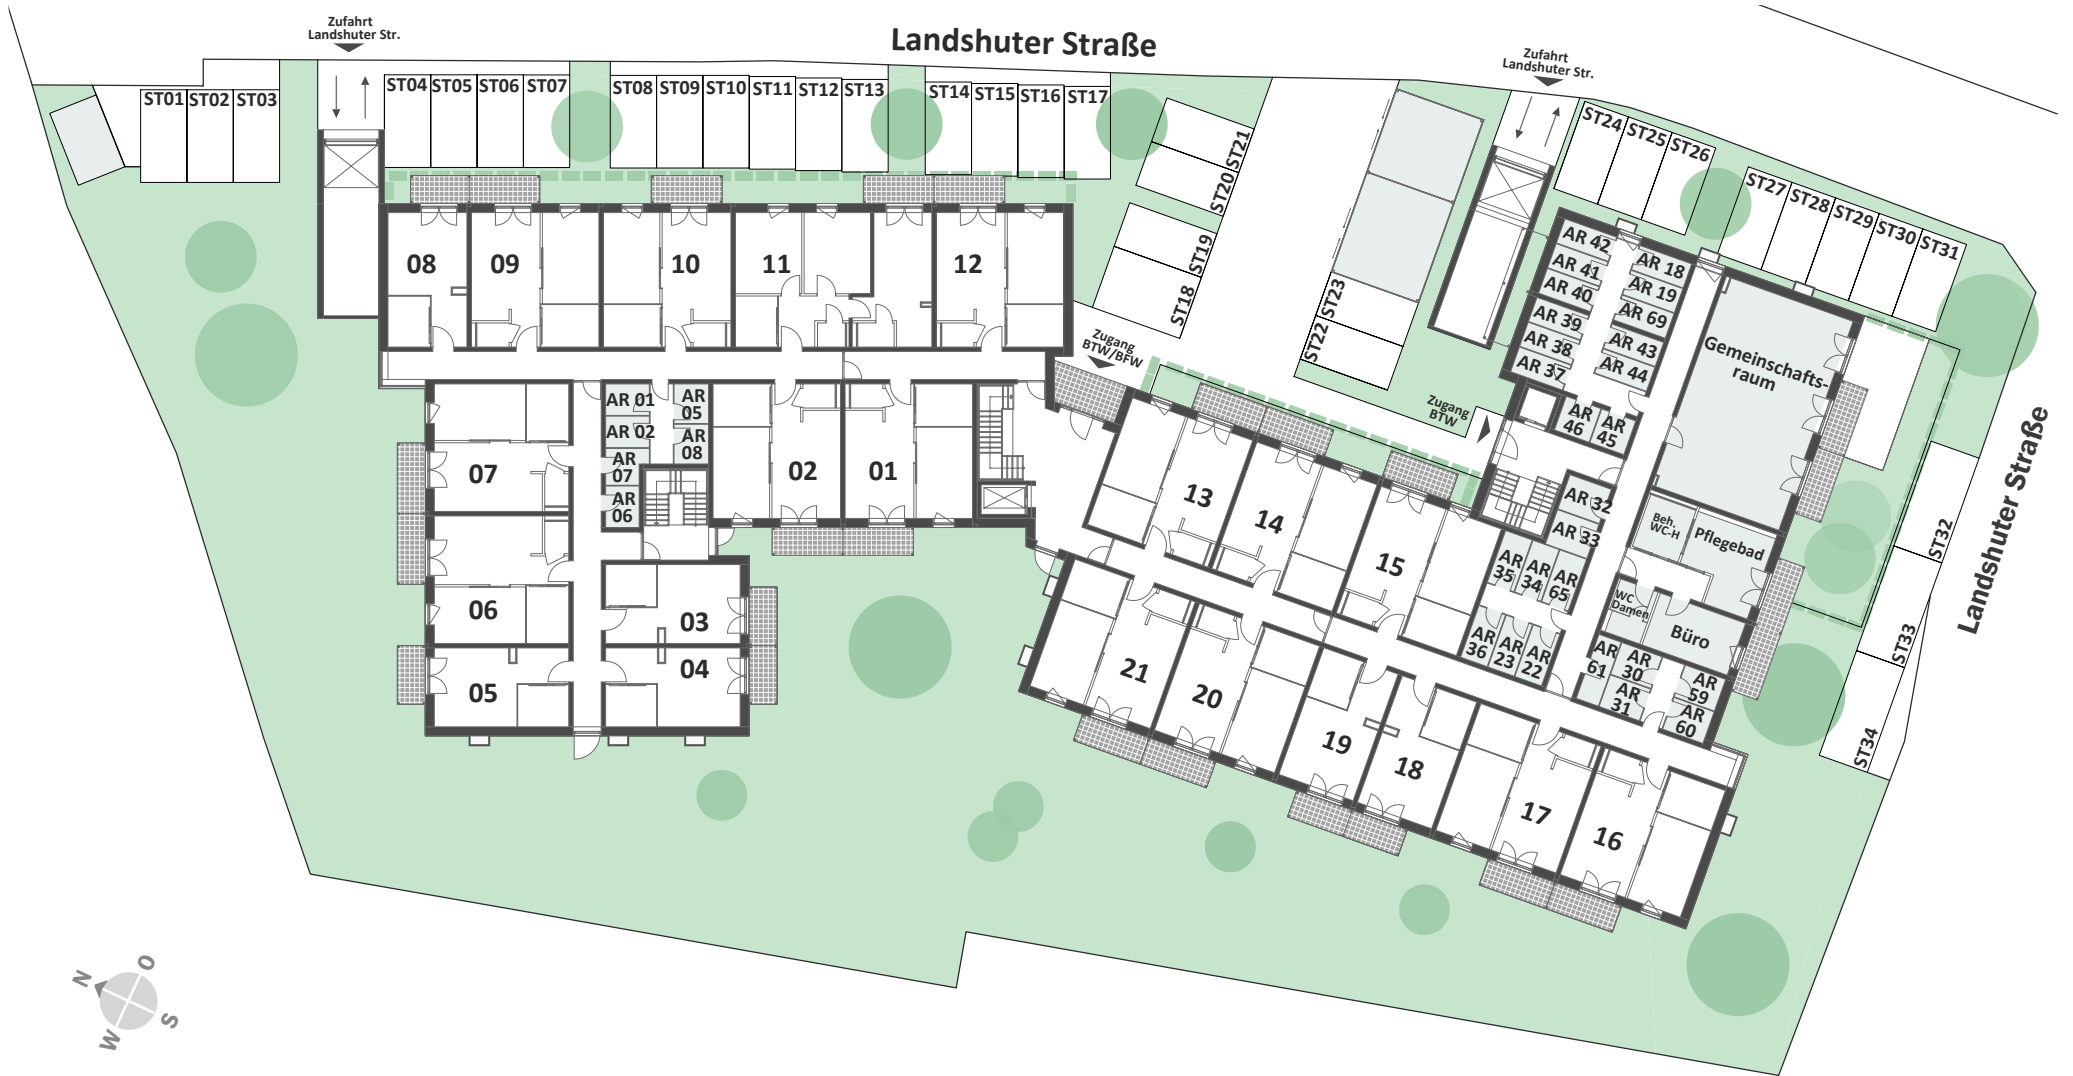 Landshuter Straße
Zufahrt
Landshuter Str.
Zufahrt
Landshuter Str.
ST01
ST02
ST03
ST04
ST05
ST06
ST07
ST08
ST09
ST10
ST11
ST12
ST13
ST14
ST15
ST16
ST17
ST21
ST20
ST19
ST18
ST23
ST22
ST24
ST25
ST26
ST27
ST28
ST29
ST30
ST31
08
09
10
11
12
Zugang
BTW/BFW
Zugang
BTW
AR 42
AR 41
AR 40
AR 39
AR 38
AR 37
AR 18
AR 19
AR 69
AR 43
AR 44
AR
46
AR
45
Gemeinschafts-
raum
AR 01
AR 02
AR
07
AR
06
AR
05
AR
08
07
02
01
06
03
04
05
13
14
15
AR 32
AR 33
AR
35
AR
34
AR
65
AR
36
AR
23
AR
22
Beh.
WC-H
Pflegebad
WC
Damen
Büro
AR
61
AR
30
AR
31
AR
59
AR
60
21
20
19
18
17
16
Landshuter Straße
ST32
ST33
ST34
N
O
S
W